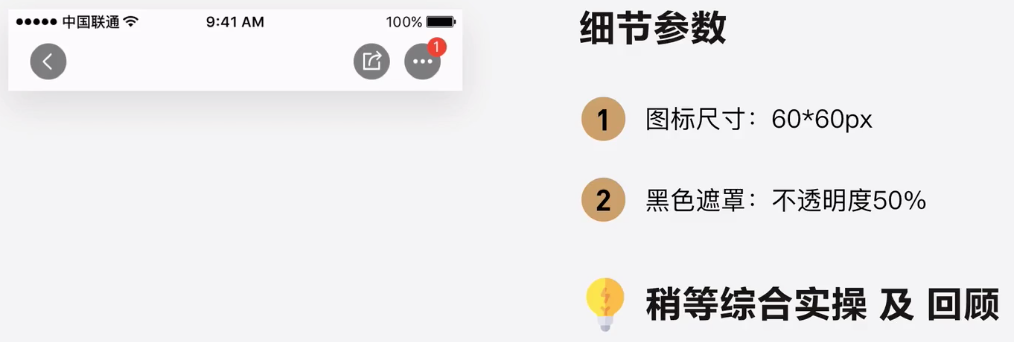 中国联通 9:41 AM 100%
1
细节参数
1 图标尺寸：60*60px
2 黑色遮罩：不透明度50%
稍等综合实操 及 回顾